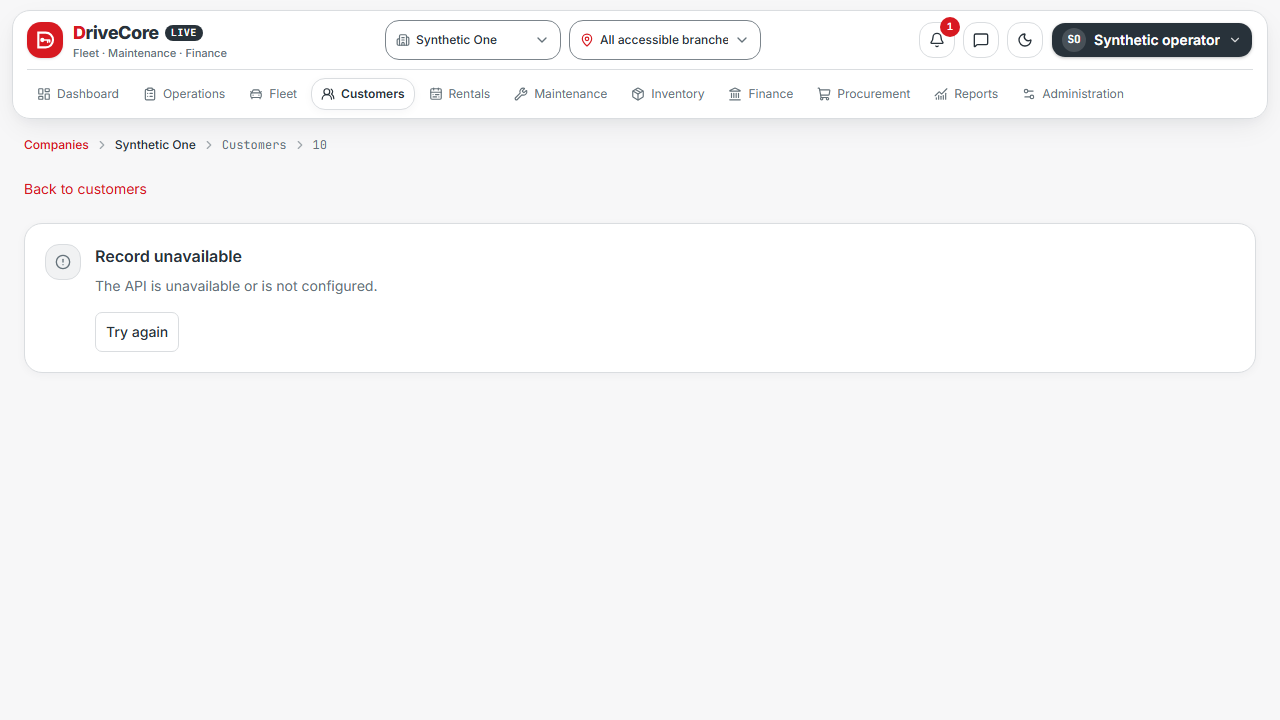 DriveCore LIVE
Fleet · Maintenance · Finance
Synthetic One
All accessible branche
1
SO Synthetic operator
Dashboard Operations Fleet Customers Rentals Maintenance Inventory Finance Procurement Reports Administration
Companies Synthetic One Customers 10
Back to customers
Record unavailable
The API is unavailable or is not configured.
Try again